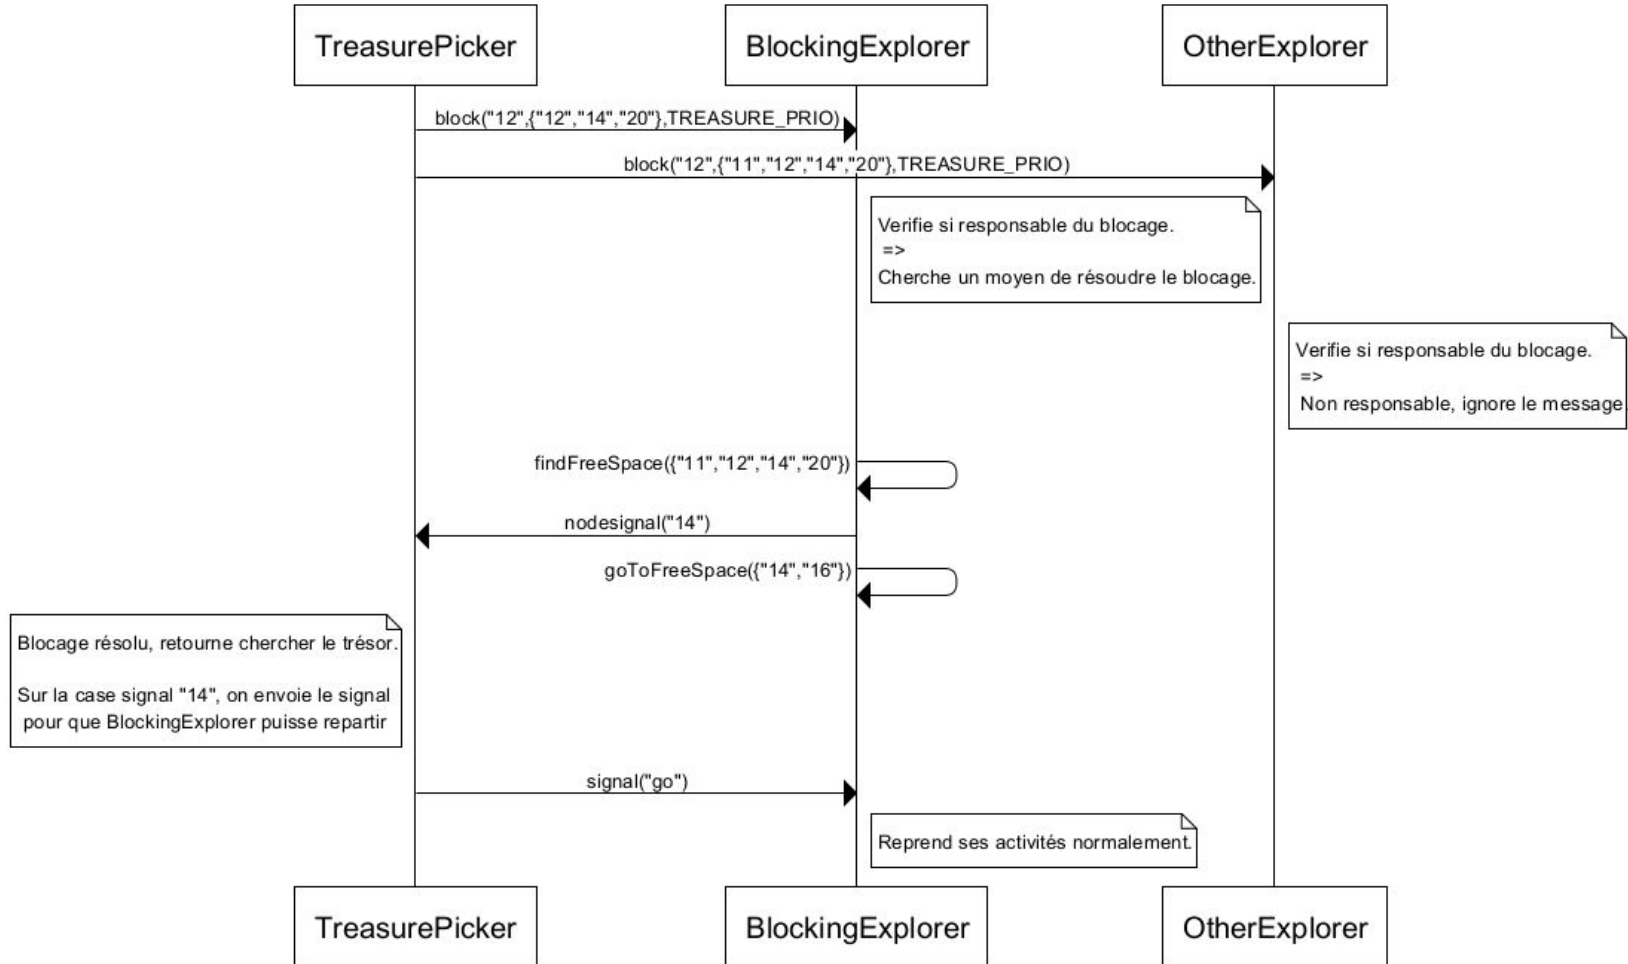 TreasurePicker
BlockingExplorer
OtherExplorer
block("12",{"12","14","20"},TREASURE_PRIO)
block("12",{"11","12","14","20"},TREASURE_PRIO)
Verifie si responsable du blocage.
=>
Cherche un moyen de résoudre le blocage.
Verifie si responsable du blocage.
=>
Non responsable, ignore le message.
findFreeSpace({"11","12","14","20"})
nodesignal("14")
goToFreeSpace({"14","16"})
Blocage résolu, retourne chercher le trésor.
Sur la case signal "14", on envoie le signal
pour que BlockingExplorer puisse repartir
signal("go")
Reprend ses activités normalement.
TreasurePicker
BlockingExplorer
OtherExplorer